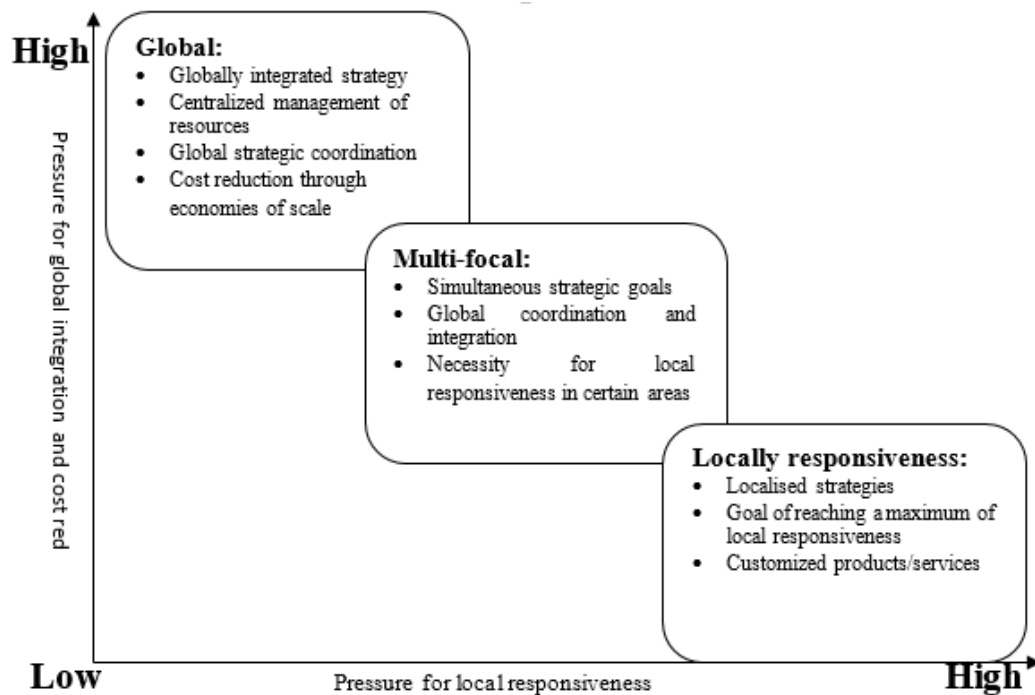 High
Global:
• Globally integrated strategy
• Centralized management of
resources
• Global strategic coordination
• Cost reduction through
economies of scale
Pressure for global integration and cost red
Multi-focal:
• Simultaneous strategic goals
• Global coordination and
integration
• Necessity for local
responsiveness in certain areas
Locally responsiveness:
• Localised strategies
• Goal of reaching a maximum of
local responsiveness
• Customized products/services
Low
Pressure for local responsiveness
High